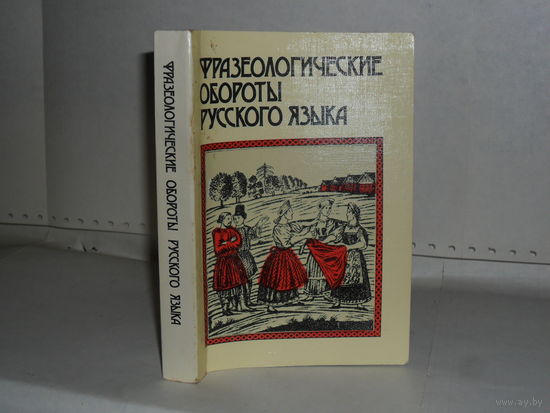 ФРАЗЕОЛОГИЧЕСКИЕ
ОБОРОТЫ
РУССКОГО ЯЗЫКА
ФРАЗЕОЛОГИЧЕСКИЕ ОБОРОТЫ РУССКОГО ЯЗЫКА
www.ay.by